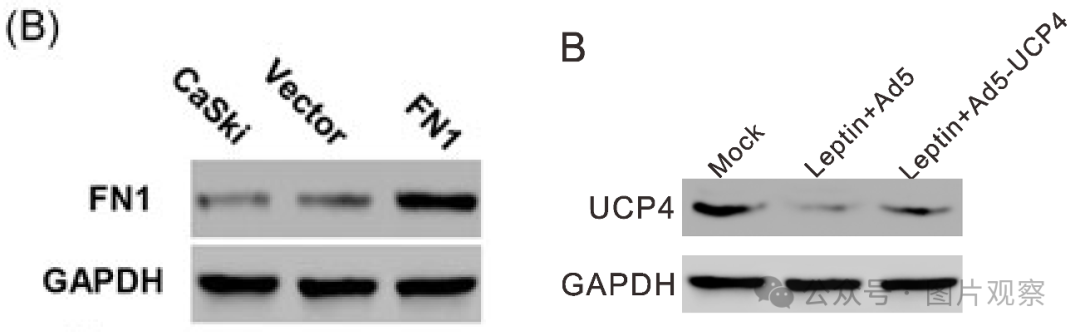 (B)
CaSki
Vector
FN1
FN1
GAPDH
B
Mock
Leptin+Ad5
Leptin+Ad5-UCP4
UCP4
GAPDH
公众号 · 图片观察